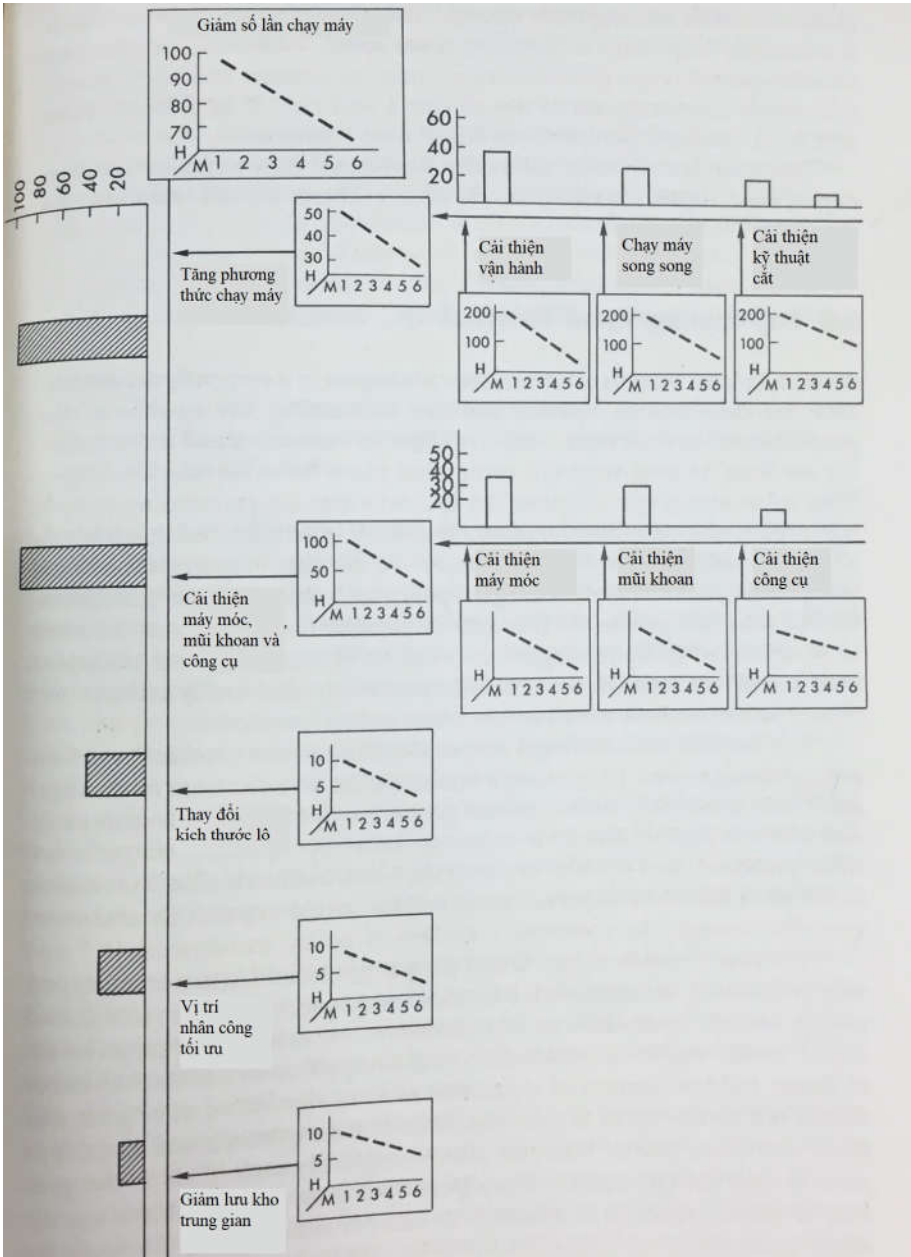 Giảm số lần chạy máy
100
90
80
70
H
M 1 2 3 4 5 6
100 80 60 40 20
60
40
20
50
40
30
H
M 1 2 3 4 5 6
Tăng phương
thức chạy máy
Cải thiện
vận hành
Chạy máy
song song
Cải thiện
kỹ thuật
cắt
200
100
H
M 1 2 3 4 5 6
200
100
H
M 1 2 3 4 5 6
200
100
H
M 1 2 3 4 5 6
50
40
30
20
100
50
H
M 1 2 3 4 5 6
Cải thiện
máy móc,
mũi khoan và
công cụ
Cải thiện
máy móc
Cải thiện
mũi khoan
Cải thiện
công cụ
H
M 1 2 3 4 5 6
H
M 1 2 3 4 5 6
H
M 1 2 3 4 5 6
10
5
H
M 1 2 3 4 5 6
Thay đổi
kích thước lô
10
5
H
M 1 2 3 4 5 6
Vị trí
nhân công
tối ưu
10
5
H
M 1 2 3 4 5 6
Giảm lưu kho
trung gian